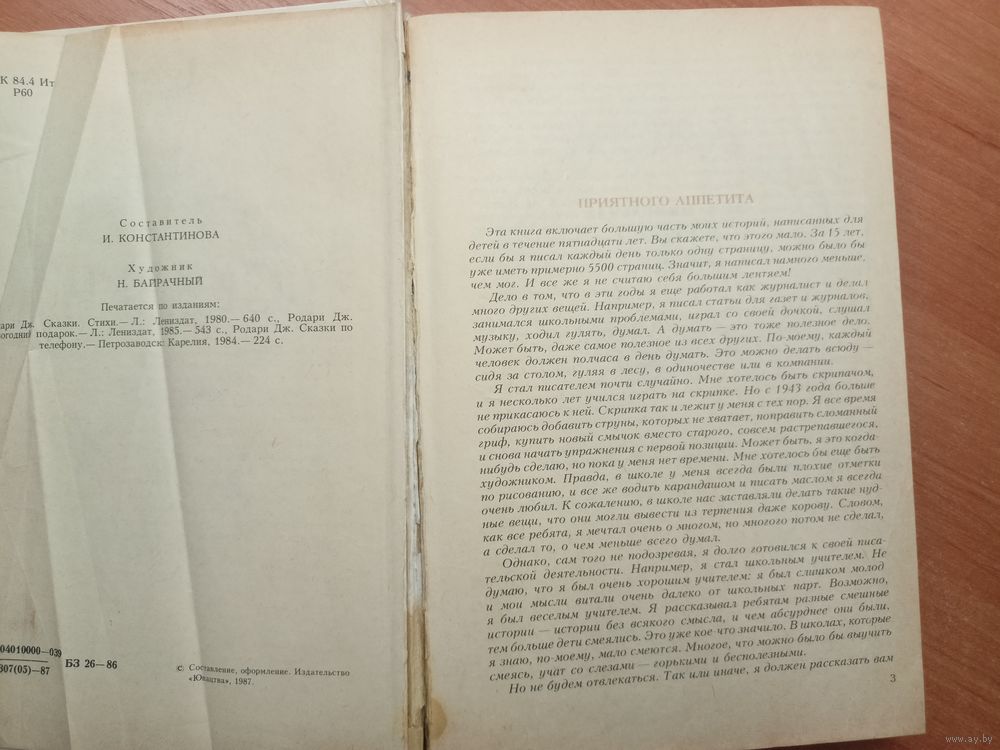 К 84.4 Ит
Р60
Составитель
И. КОНСТАНТИНОВА
Художник
Н. БАЙРАЧНЫЙ
Печатается по изданиям:
Дж. Сказки. Стихи.— Л.: Лениздат, 1980.— 640 с., Родари Дж.
подарок.— Л.: Лениздат, 1985.— 543 с., Родари Дж. Сказки по
телефону.— Петрозаводск: Карелия, 1984.— 224 с.
04010000—039
307(05)—87
БЗ 26—86
© Составление, оформление. Издательство
«Юнацтва», 1987.
ПРИЯТНОГО АППЕТИТА
Эта книга включает большую часть моих историй, написанных для
детей в течение пятнадцати лет. Вы скажете, что этого мало. За 15 лет,
если бы я писал каждый день только одну страницу, можно было бы
уже иметь примерно 5500 страниц. Значит, я написал намного меньше,
чем мог. И все же я не считаю себя большим лентяем!
Дело в том, что в эти годы я еще работал как журналист и делал
много других вещей. Например, я писал статьи для газет и журналов,
занимался школьными проблемами, играл со своей дочкой, слушал
музыку, ходил гулять, думал. А думать — это тоже полезное дело.
Может быть, даже самое полезное из всех других. По-моему, каждый
человек должен полчаса в день думать. Это можно делать всюду —
сидя за столом, гуляя в лесу, в одиночестве или в компании.
Я стал писателем почти случайно. Мне хотелось быть скрипачом,
и я несколько лет учился играть на скрипке. Но с 1943 года больше
не прикасаюсь к ней. Скрипка так и лежит у меня с тех пор. Я все время
собираюсь добавить струны, которых не хватает, поправить сломанный
гриф, купить новый смычок вместо старого, совсем растрепавшегося,
и снова начать упражнения с первой позиции. Может быть, я это когда-
нибудь сделаю, но пока у меня нет времени. Мне хотелось бы еще быть
художником. Правда, в школе у меня всегда были плохие отметки
по рисованию, и все же водить карандашом и писать маслом я всегда
очень любил. К сожалению, в школе нас заставляли делать такие нуд-
ные вещи, что они могли вывести из терпения даже корову. Словом,
как все ребята, я мечтал очень о многом, но многого потом не сделал,
а сделал то, о чем меньше всего думал.
Однако, сам того не подозревая, я долго готовился к своей писа-
тельской деятельности. Например, я стал школьным учителем. Не
думаю, что я был очень хорошим учителем: я был слишком молод
и мои мысли витали очень далеко от школьных парт. Возможно,
я был веселым учителем. Я рассказывал ребятам разные смешные
истории — истории без всякого смысла, и чем абсурднее они были,
тем больше дети смеялись. Это уже кое что значило. В школах, которые
я знаю, по-моему, мало смеются. Многое, что можно было бы выучить
смеясь, учат со слезами — горькими и бесполезными.
Но не будем отвлекаться. Так или иначе, я должен рассказать вам
3
www.ay.by